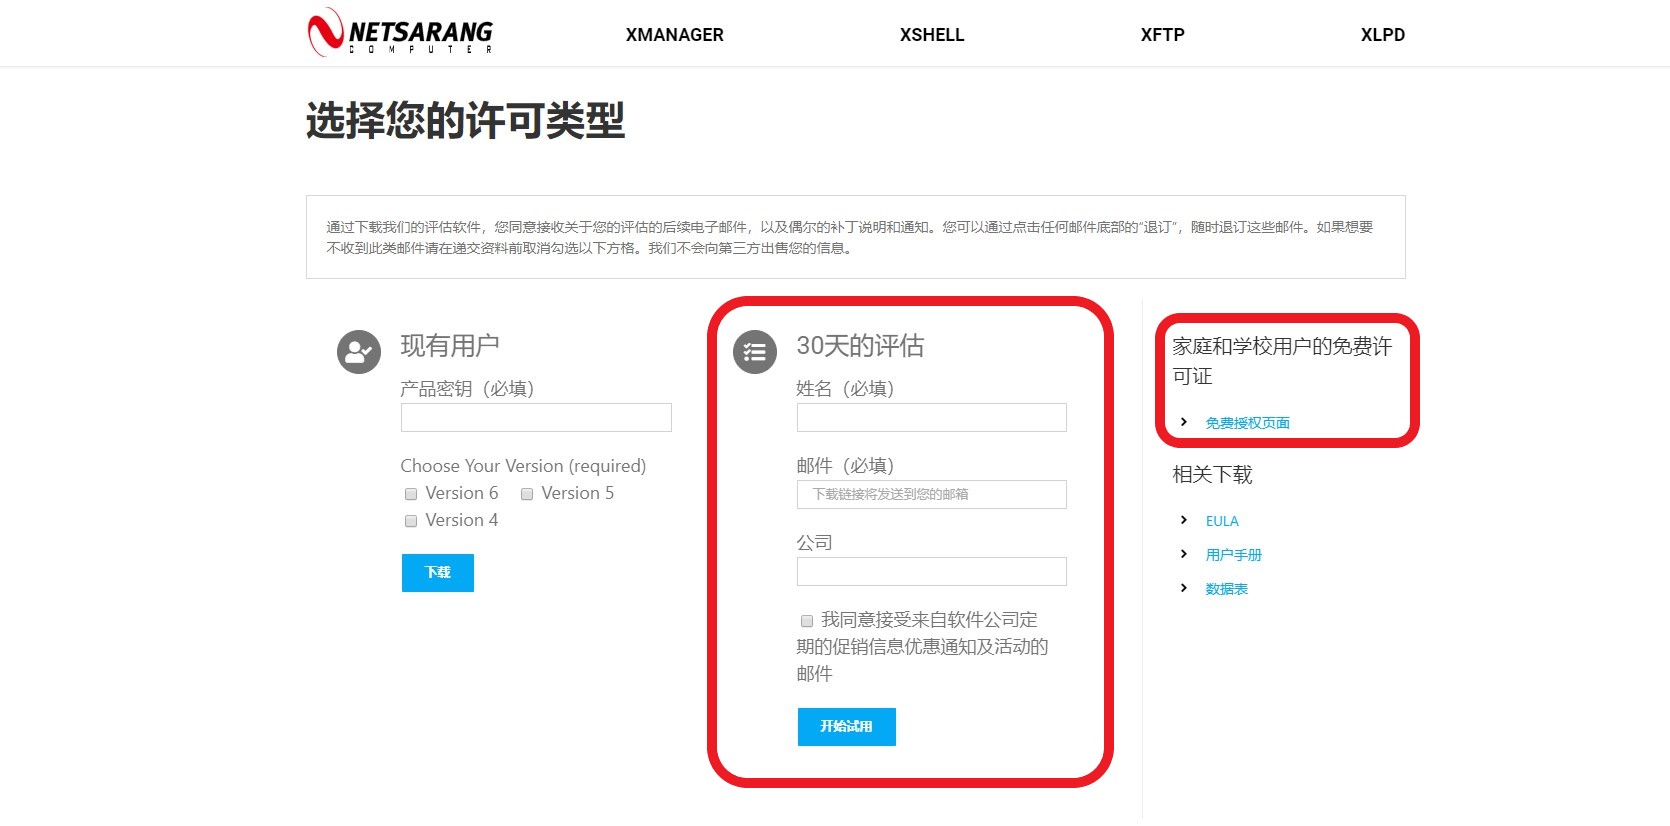 NETSARANG
COMPUTER
XMANAGER
XSHELL
XFTP
XLPD
选择您的许可类型
通过下载我们的评估软件，您同意接收关于您的评估的后续电子邮件，以及偶尔的补丁说明和通知。您可以通过点击任何邮件底部的“退订”，随时退订这些邮件。如果想要
不收到此类邮件请在递交资料前取消勾选以下方格。我们不会向第三方出售您的信息。
现有用户
产品密钥（必填）
Choose Your Version (required)
Version 6
Version 5
Version 4
下载
30天的评估
姓名（必填）
邮件（必填）
下载链接将发送到您的邮箱
公司
我同意接受来自软件公司定
期的促销信息优惠通知及活动的
邮件
开始试用
家庭和学校用户的免费许
可证
免费授权页面
相关下载
EULA
用户手册
数据表